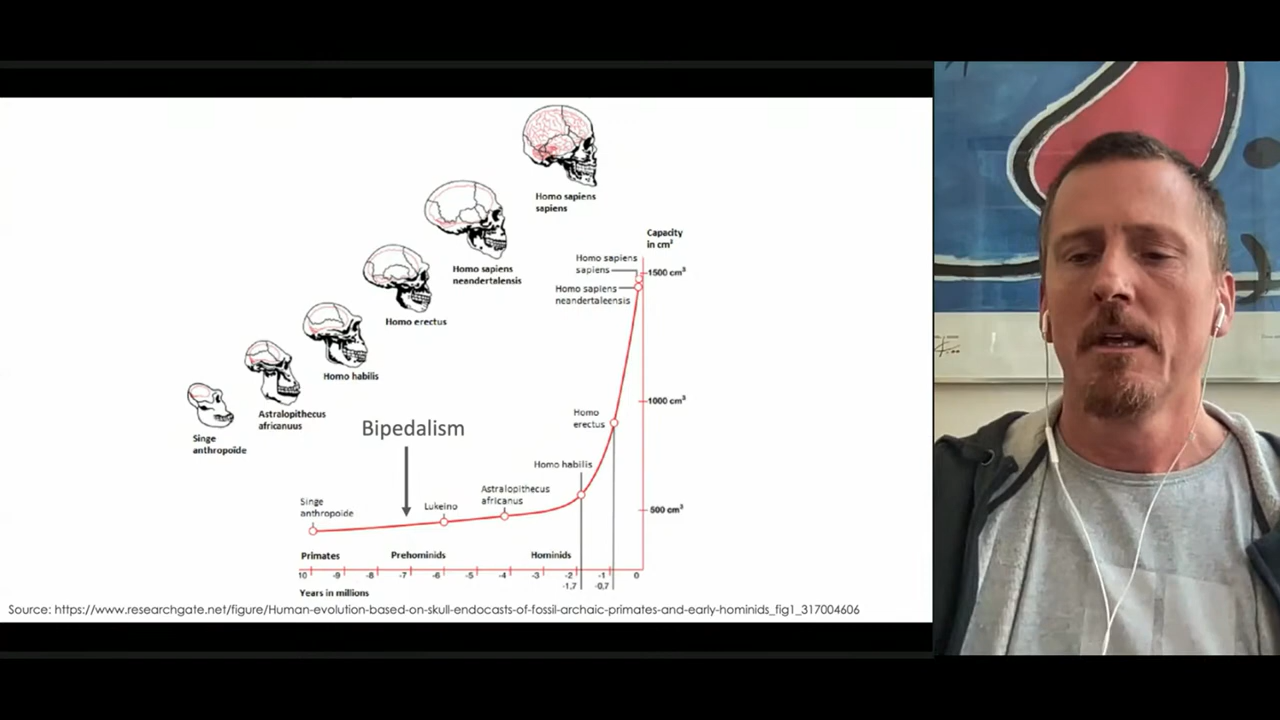 Homo sapiens
sapiens
Homo sapiens
neandertalensis
Homo erectus
Homo habilis
Astralopithecus
africanuus
Singe
anthropoïde
Bipedalism
Capacity
in cm³
Homo sapiens
sapiens
1500 cm³
Homo sapiens
neandertaleensis
1000 cm³
Homo
erectus
Homo habilis
Astralopithecus
africanus
Lukeino
Singe
anthropoide
500 cm³
Primates
Prehominids
Hominids
10 -9 -8 -7 -6 -5 -4 -3 -2 -1 0
-1,7 -0,7
Years in millions
Source: https://www.researchgate.net/figure/Human-evolution-based-on-skull-endocasts-of-fossil-archaic-primates-and-early-hominids_fig1_317004606